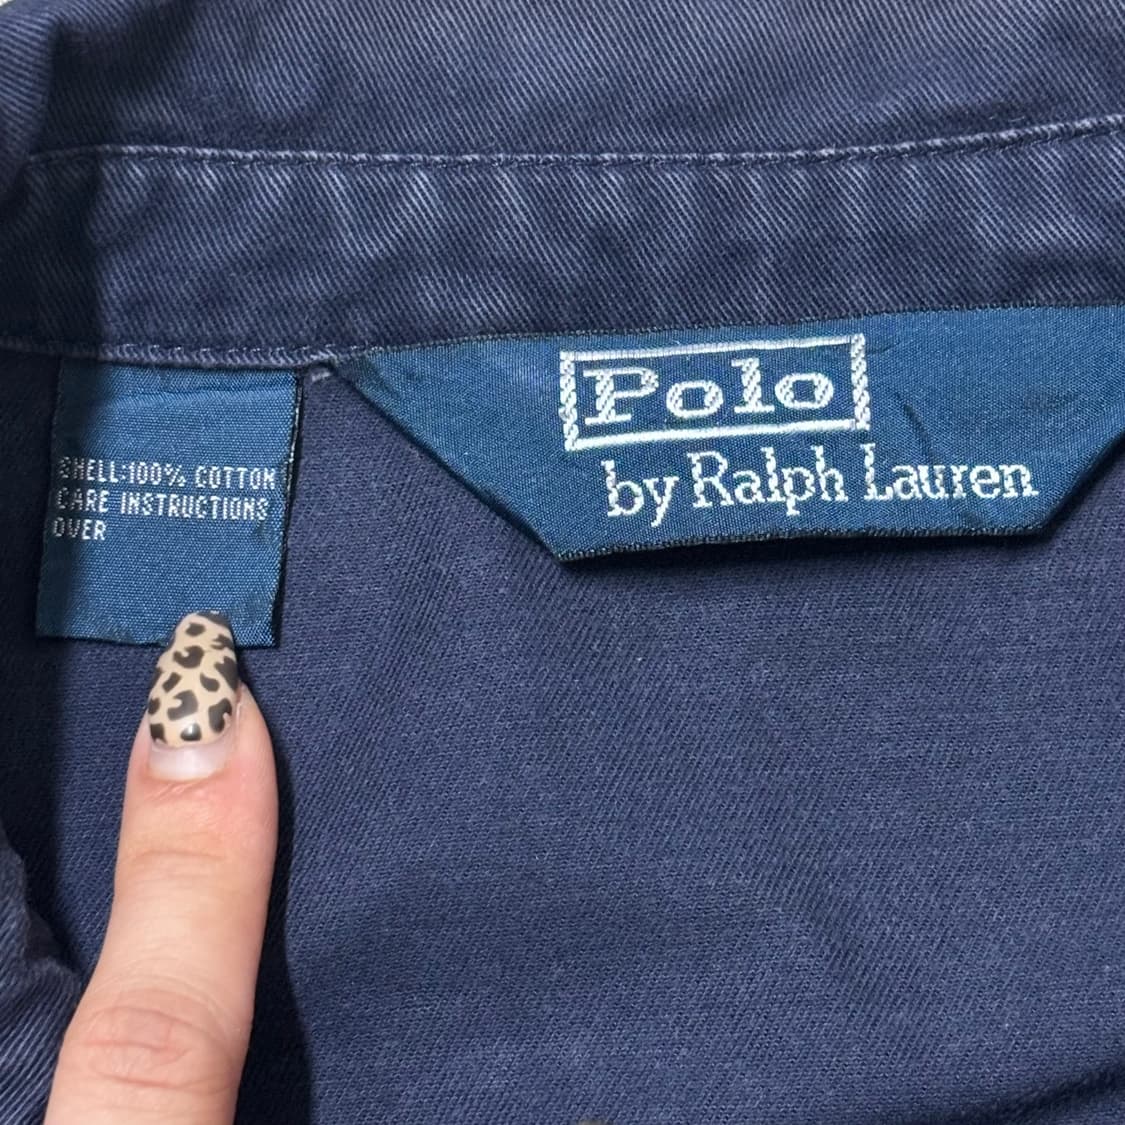 Polo
by Ralph Lauren
SHELL:100% COTTON
CARE INSTRUCTIONS
OVER